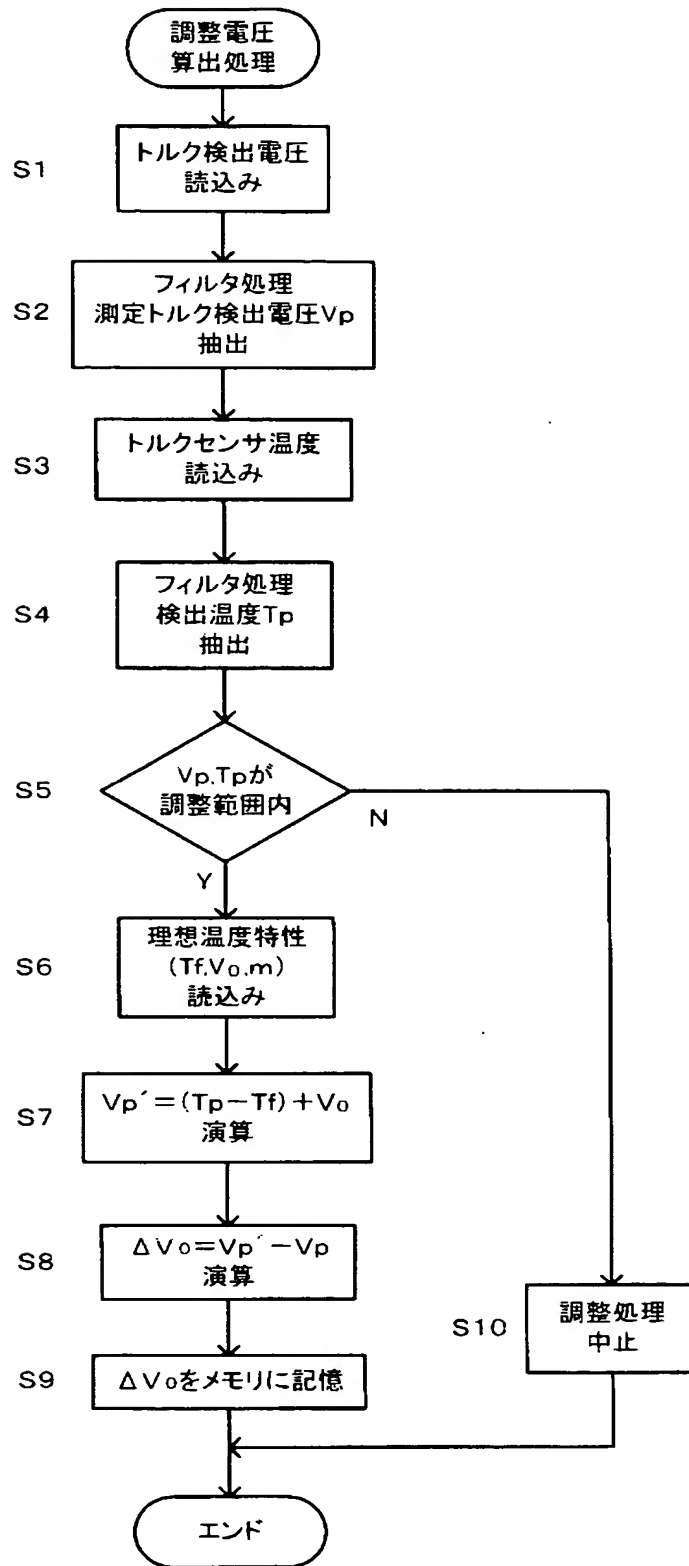 調整電圧
算出処理
S1
トルク検出電圧
読込み
S2
フィルタ処理
測定トルク検出電圧Vp
抽出
S3
トルクセンサ温度
読込み
S4
フィルタ処理
検出温度Tp
抽出
S5
Vp,Tpが
調整範囲内
N
Y
S6
理想温度特性
(Tf,Vo,m)
読込み
S7
Vp´=(Tp−Tf)+Vo
演算
S8
ΔVo=Vp´−Vp
演算
S10
調整処理
中止
S9
ΔVoをメモリに記憶
エンド